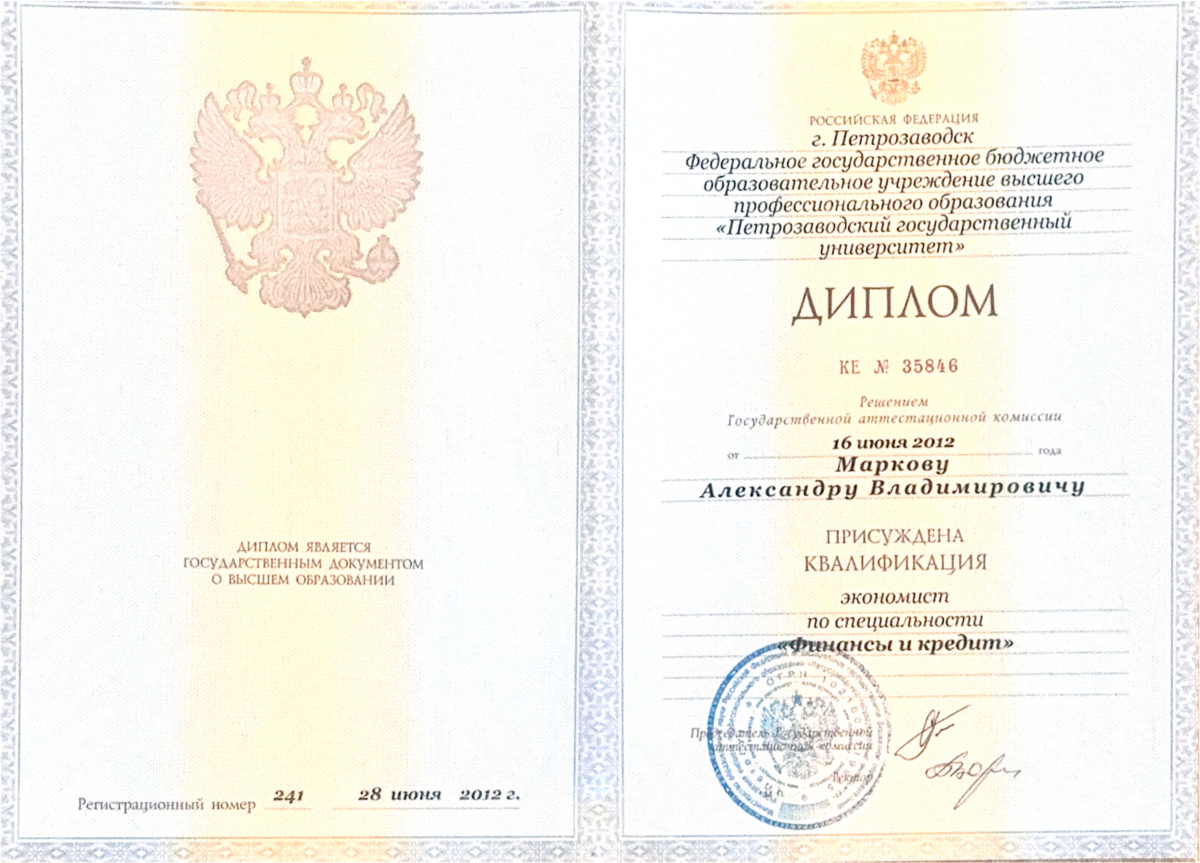 ДИПЛОМ ЯВЛЯЕТСЯ
ГОСУДАРСТВЕННЫМ ДОКУМЕНТОМ
О ВЫСШЕМ ОБРАЗОВАНИИ
Регистрационный номер 241 28 июня 2012 г.
РОССИЙСКАЯ ФЕДЕРАЦИЯ
г. Петрозаводск
Федеральное государственное бюджетное
образовательное учреждение высшего
профессионального образования
«Петрозаводский государственный
университет»
ДИПЛОМ
КЕ № 35846
Решением
Государственной аттестационной комиссии
от 16 июня 2012 года
Маркову
Александру Владимировичу
ПРИСУЖДЕНА
КВАЛИФИКАЦИЯ
экономист
по специальности
«Финансы и кредит»
Председатель Государственной
аттестационной комиссии
Ректор